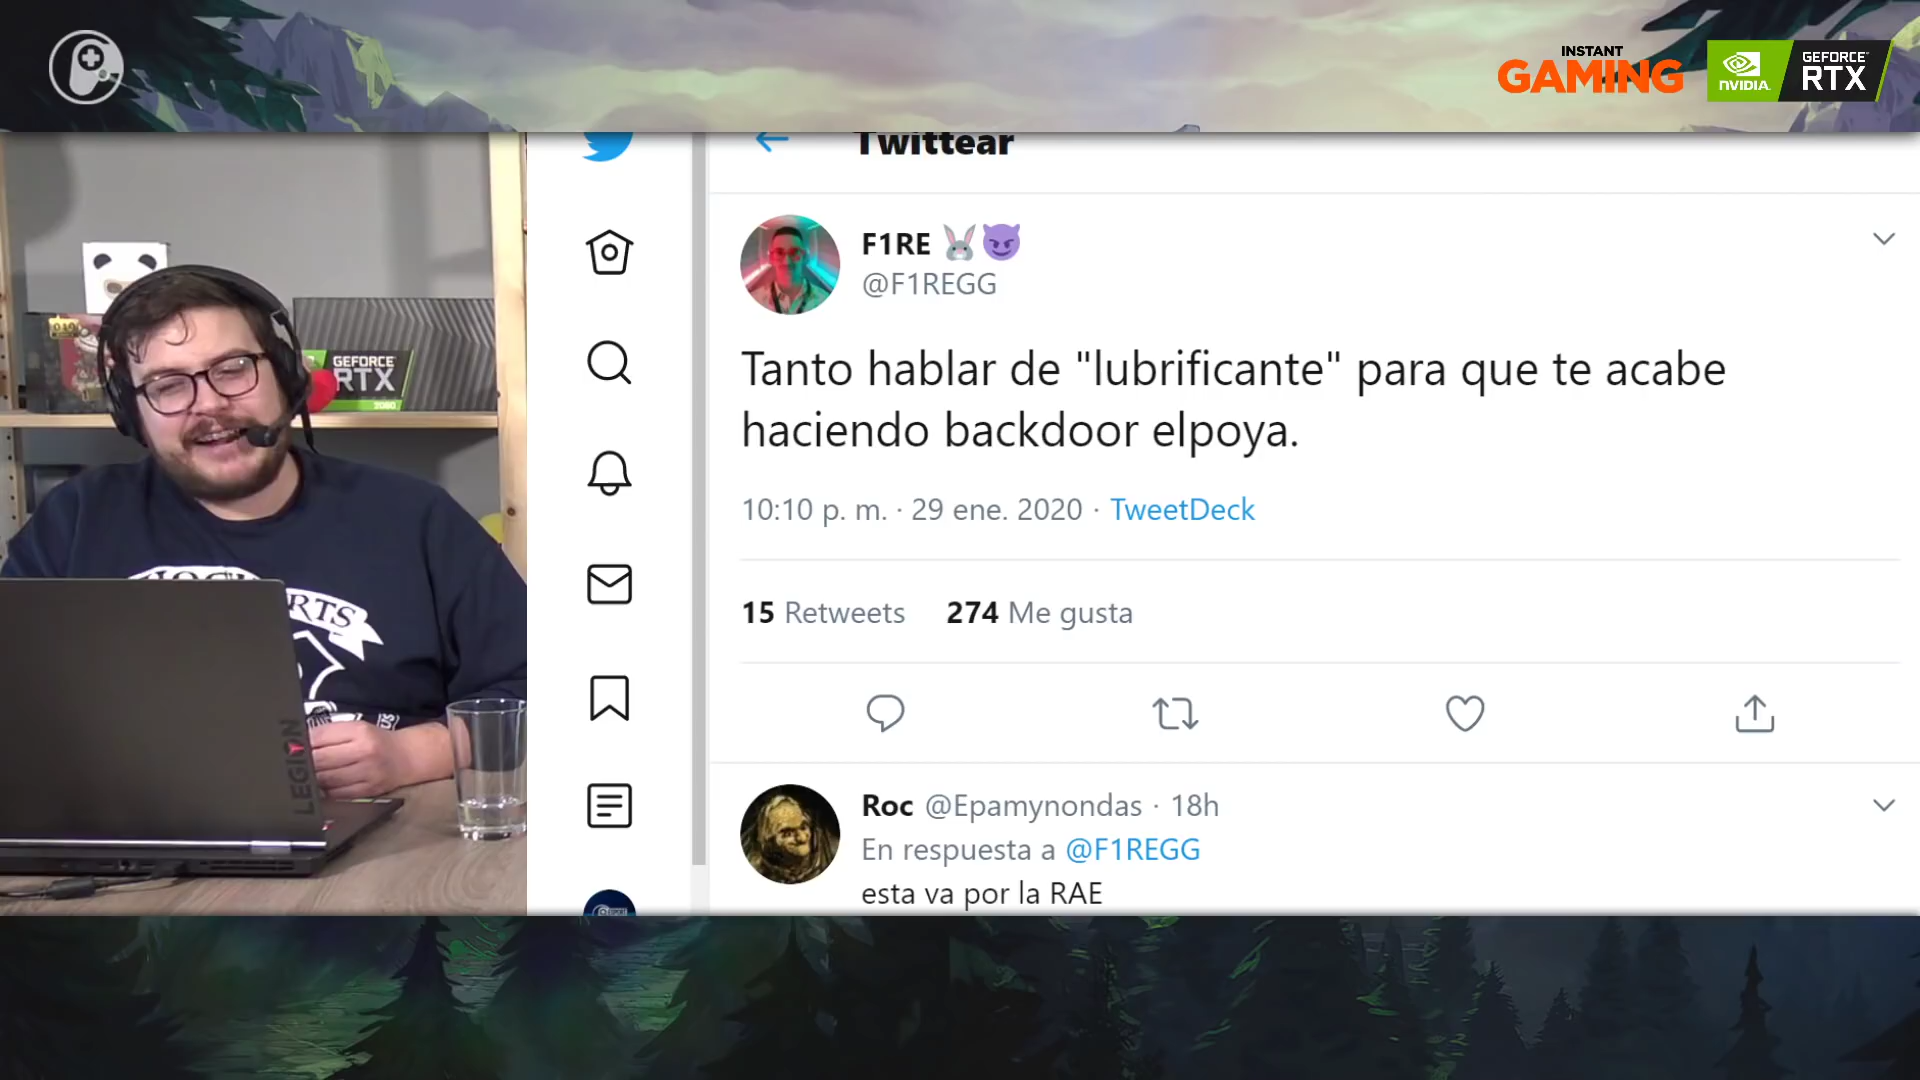 INSTANT
GAMING
NVIDIA.
GEFORCE
RTX
Twittear
F1RE
@F1REGG
Tanto hablar de "lubrificante" para que te acabe
haciendo backdoor elpoya.
10:10 p. m. · 29 ene. 2020 · TweetDeck
15 Retweets 274 Me gusta
Roc @Epamynondas · 18h
En respuesta a @F1REGG
esta va por la RAE
GEFORCE
RTX
2080
LEGION